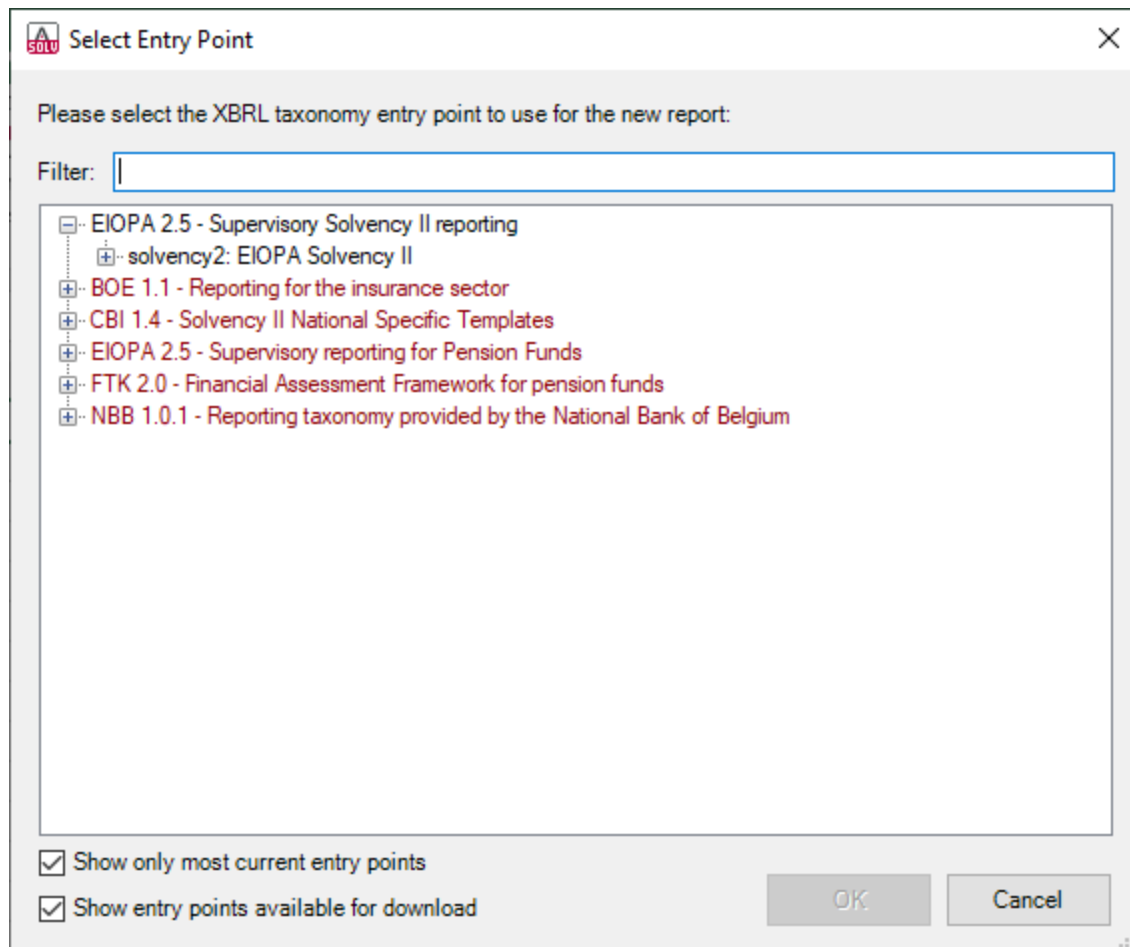 A
SOLV
Select Entry Point
Please select the XBRL taxonomy entry point to use for the new report:
Filter:
EIOPA 2.5 - Supervisory Solvency II reporting
solvency2: EIOPA Solvency II
BOE 1.1 - Reporting for the insurance sector
CBI 1.4 - Solvency II National Specific Templates
EIOPA 2.5 - Supervisory reporting for Pension Funds
FTK 2.0 - Financial Assessment Framework for pension funds
NBB 1.0.1 - Reporting taxonomy provided by the National Bank of Belgium
Show only most current entry points
Show entry points available for download
OK
Cancel